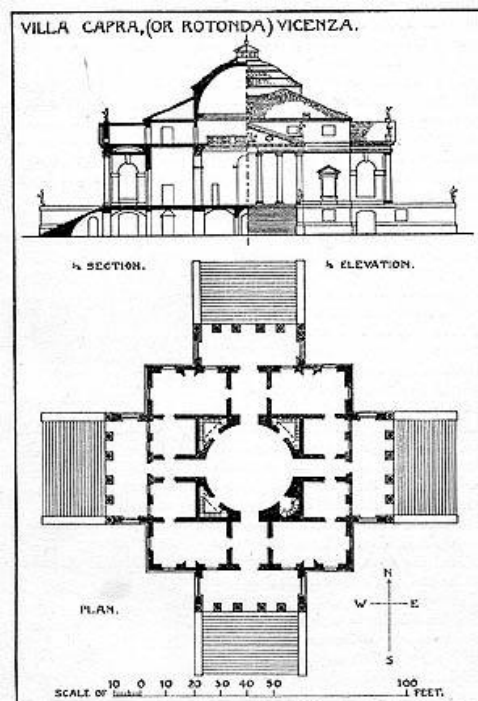 VILLA CAPRA, (OR ROTONDA) VICENZA.
½ SECTION. ½ ELEVATION.
N
W E
S
PLAN.
10 0 10 20 30 40 50 100
SCALE OF FEET.